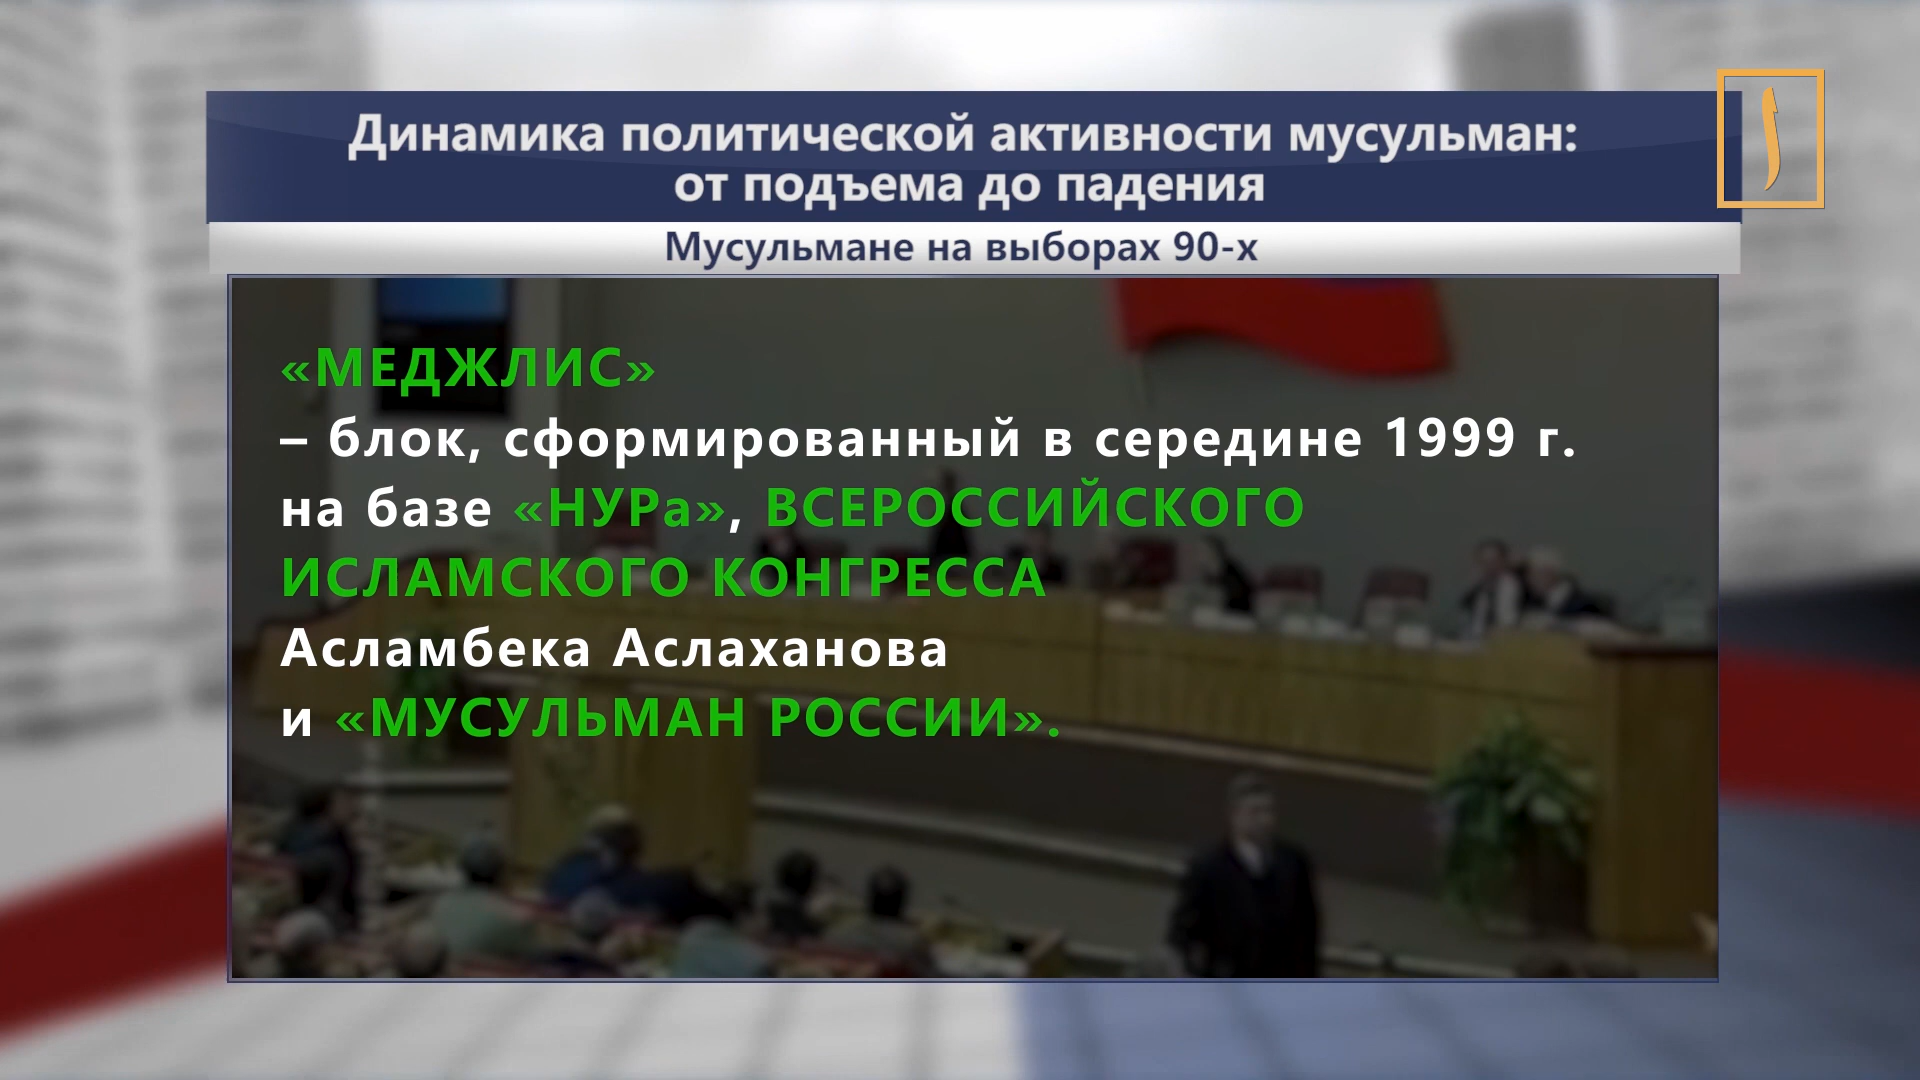 Динамика политической активности мусульман:
от подъема до падения
Мусульмане на выборах 90-х
«МЕДЖЛИС»
– блок, сформированный в середине 1999 г.
на базе «НУРа», ВСЕРОССИЙСКОГО
ИСЛАМСКОГО КОНГРЕССА
Асламбека Аслаханова
и «МУСУЛЬМАН РОССИИ».